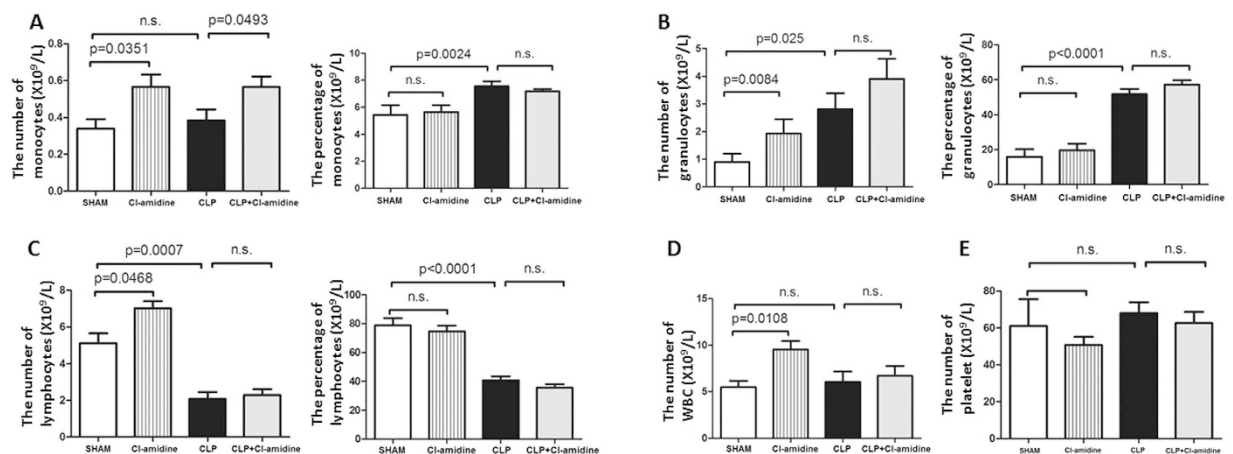 A
n.s.
p=0.0493
p=0.0351
The number of
monocytes (X10⁹/L)
0.8
0.6
0.4
0.2
0.0
SHAM
Cl-amidine
CLP
CLP+Cl-amidine
p=0.0024
n.s.
n.s.
The percentage of
monocytes (X10⁹/L)
10
8
6
4
2
0
SHAM
Cl-amidine
CLP
CLP+Cl-amidine
B
p=0.025
n.s.
p=0.0084
The number of
granulocytes (X10⁹/L)
5
4
3
2
1
0
SHAM
Cl-amidine
CLP
CLP+Cl-amidine
p<0.0001
n.s.
n.s.
The percentage of
granulocytes (X10⁹/L)
80
60
40
20
0
SHAM
Cl-amidine
CLP
CLP+Cl-amidine
C
p=0.0007
n.s.
p=0.0468
The number of
lymphocytes (X10⁹/L)
8
6
4
2
0
SHAM
Cl-amidine
CLP
CLP+Cl-amidine
p<0.0001
n.s.
n.s.
The percentage of
lymphocytes (X10⁹/L)
100
80
60
40
20
0
SHAM
Cl-amidine
CLP
CLP+Cl-amidine
D
n.s.
n.s.
p=0.0108
The number of
WBC (X10⁹/L)
15
10
5
0
SHAM
Cl-amidine
CLP
CLP+Cl-amidine
E
n.s.
n.s.
n.s.
The number of
platelet (X10⁹/L)
80
60
40
20
0
SHAM
Cl-amidine
CLP
CLP+Cl-amidine